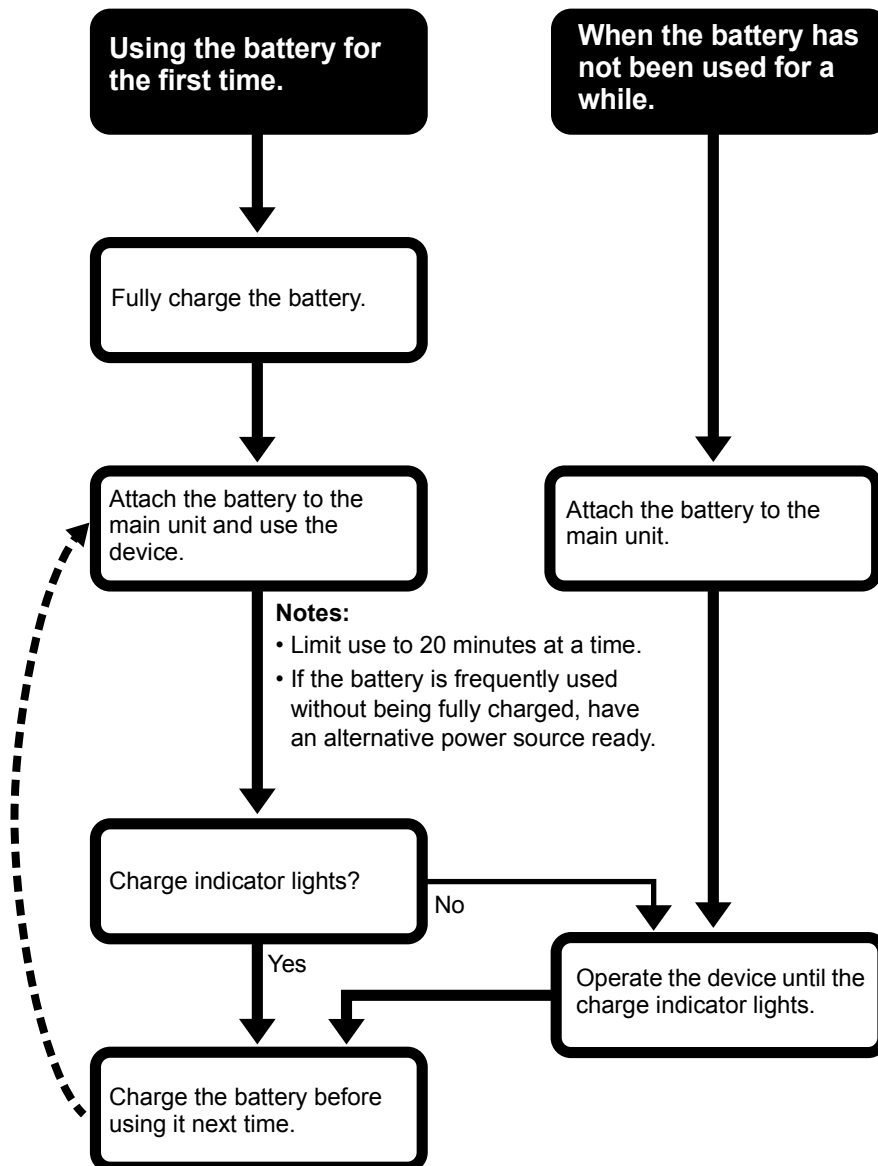 Using the battery for
the first time.
When the battery has
not been used for a
while.
Fully charge the battery.
Attach the battery to the
main unit and use the
device.
Attach the battery to the
main unit.
Notes:
• Limit use to 20 minutes at a time.
• If the battery is frequently used
without being fully charged, have
an alternative power source ready.
Charge indicator lights?
No
Yes
Operate the device until the
charge indicator lights.
Charge the battery before
using it next time.